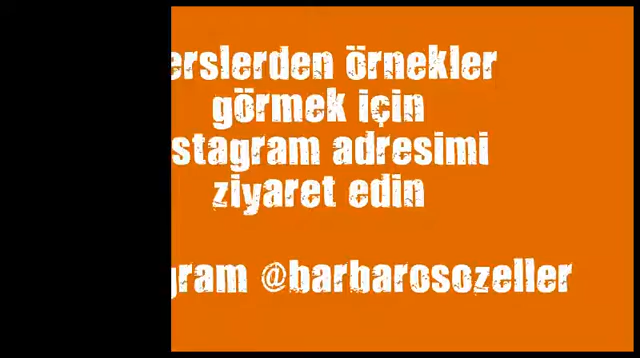 erslerden örnekler
görmek için
stagram adresimi
ziyaret edin
gram @barbarosozeller